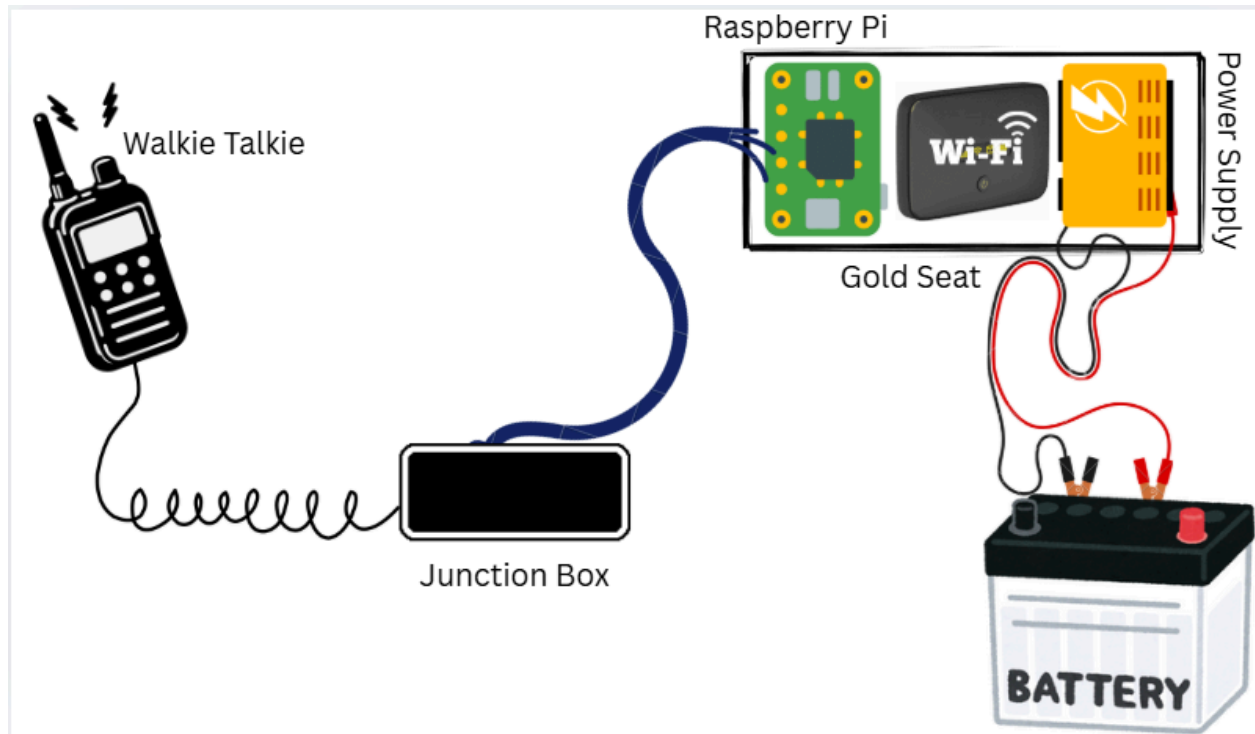 Raspberry Pi
Walkie Talkie
Wi-Fi
Power Supply
Gold Seat
Junction Box
BATTERY